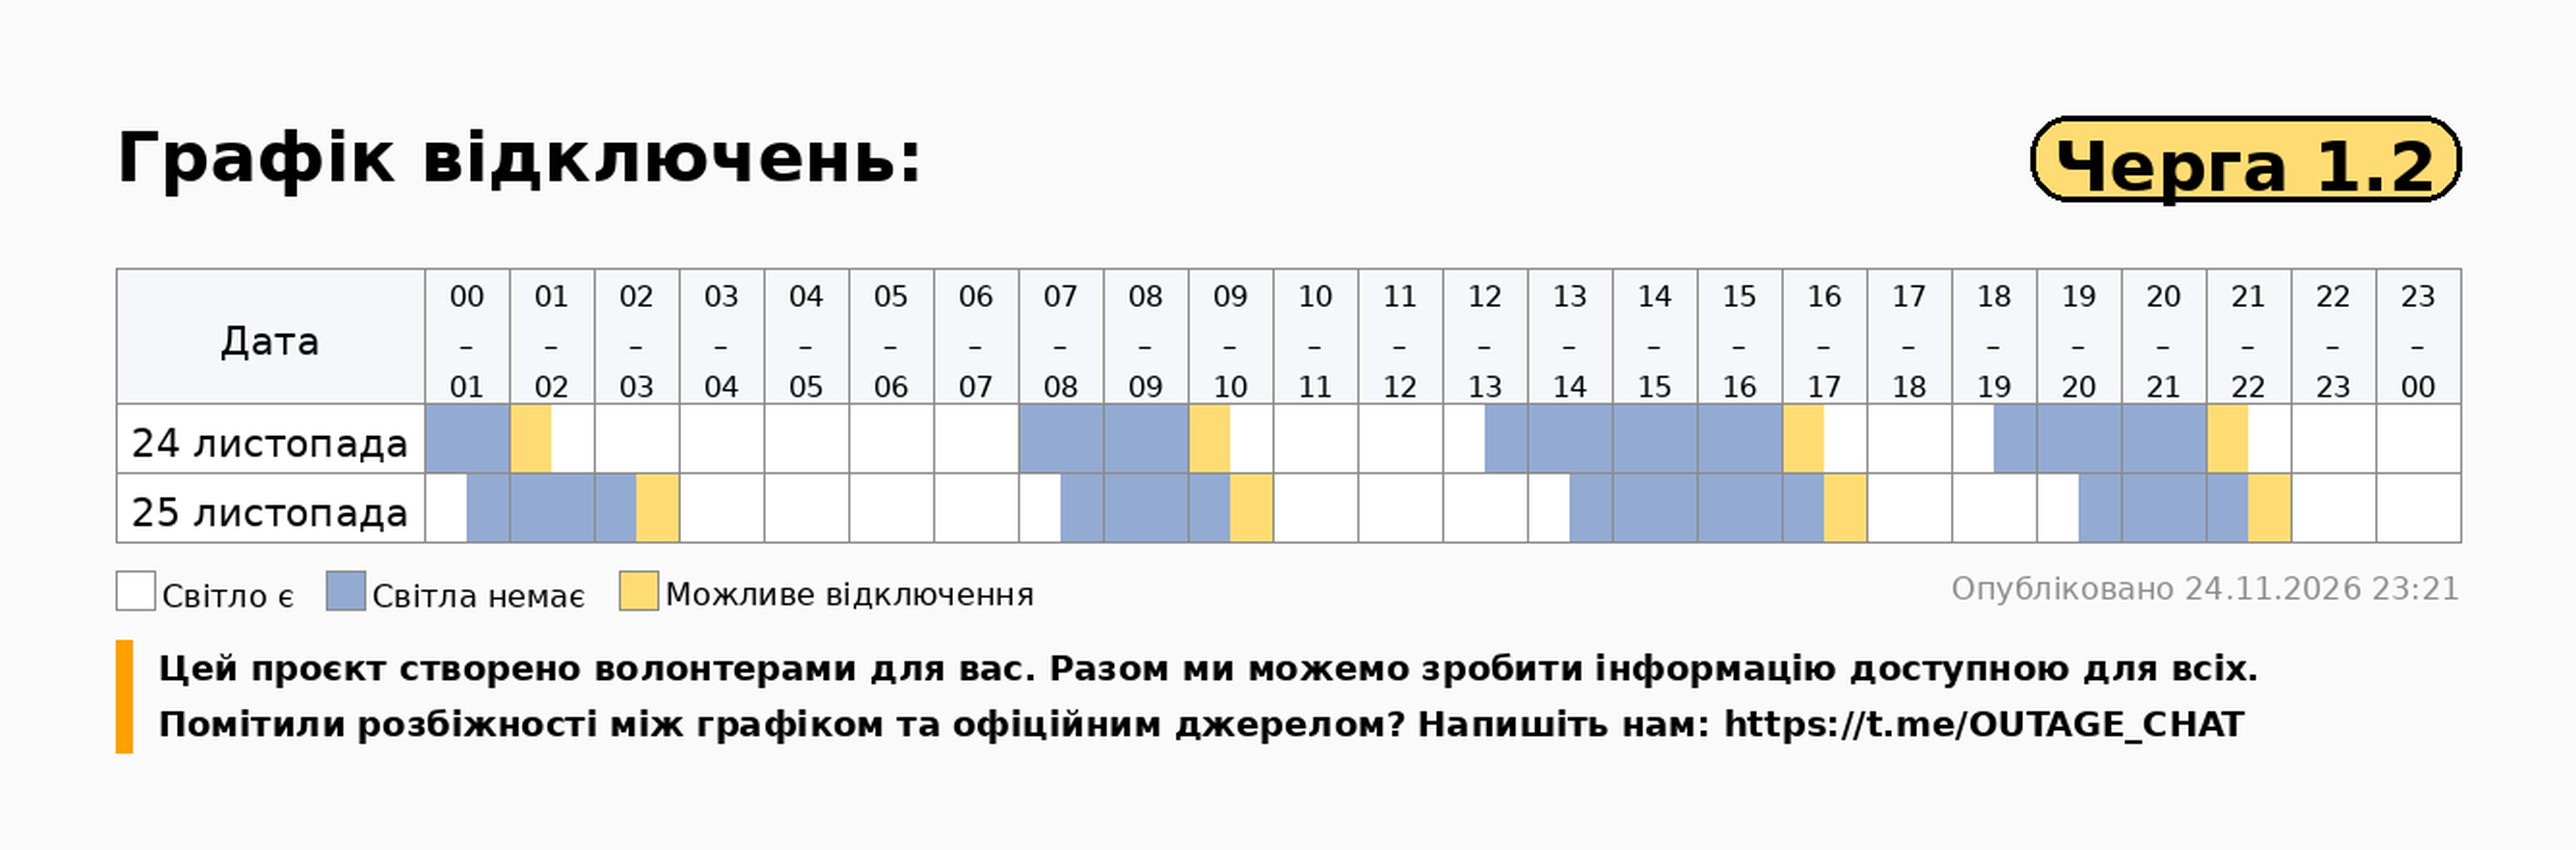 Графік відключень:
Черга 1.2
Дата 00 – 01 01 – 02 02 – 03 03 – 04 04 – 05 05 – 06 06 – 07 07 – 08 08 – 09 09 – 10 10 – 11 11 – 12 12 – 13 13 – 14 14 – 15 15 – 16 16 – 17 17 – 18 18 – 19 19 – 20 20 – 21 21 – 22 22 – 23 23 – 00
24 листопада
25 листопада
Світло є Світла немає Можливе відключення
Опубліковано 24.11.2026 23:21
Цей проєкт створено волонтерами для вас. Разом ми можемо зробити інформацію доступною для всіх.
Помітили розбіжності між графіком та офіційним джерелом? Напишіть нам: https://t.me/OUTAGE_CHAT